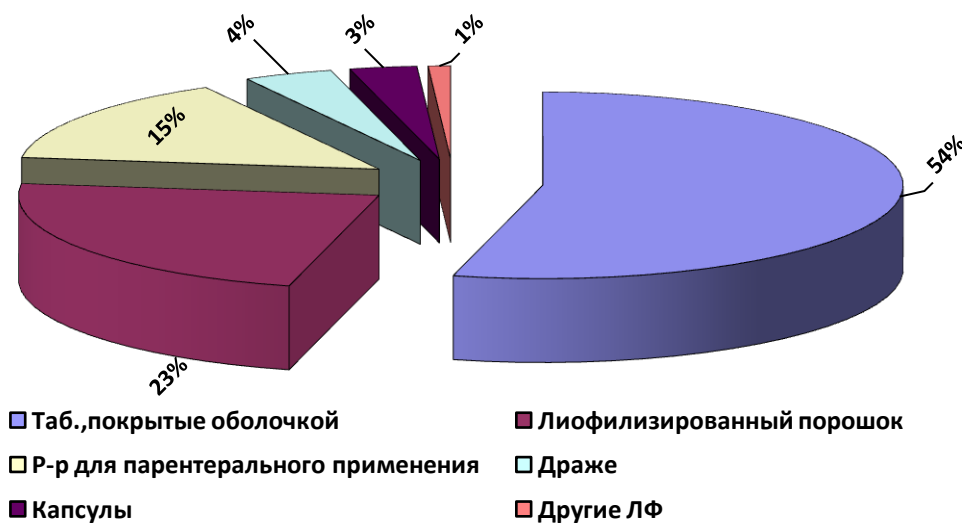 4%
3%
1%
15%
54%
23%
Таб.,покрытые оболочкой
Лиофилизированный порошок
Р-р для парентерального применения
Драже
Капсулы
Другие ЛФ